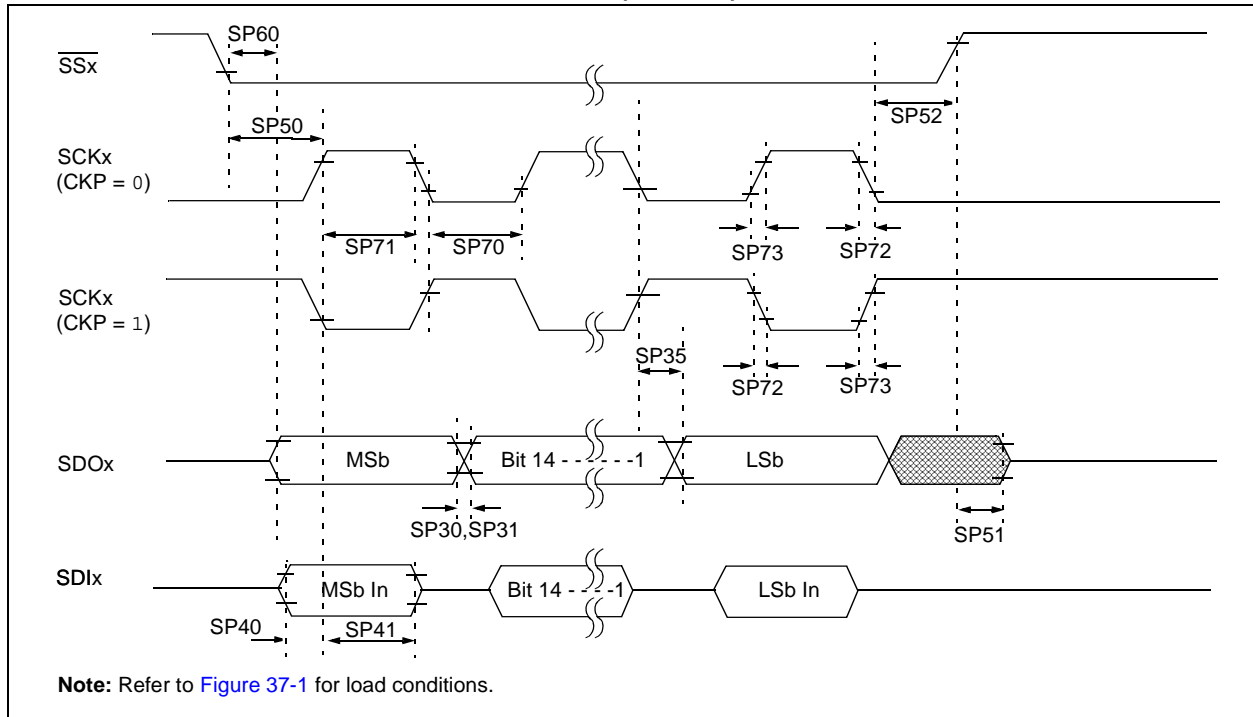 SP60
SSx
SP50
SP52
SCKx
(CKP = 0)
SP71
SP70
SP73
SP72
SCKx
(CKP = 1)
SP35
SP72
SP73
SDOx
MSb
Bit 14 - - - - - -1
LSb
SP30,SP31
SP51
SDIx
MSb In
Bit 14 - - - -1
LSb In
SP40
SP41
Note: Refer to Figure 37-1 for load conditions.